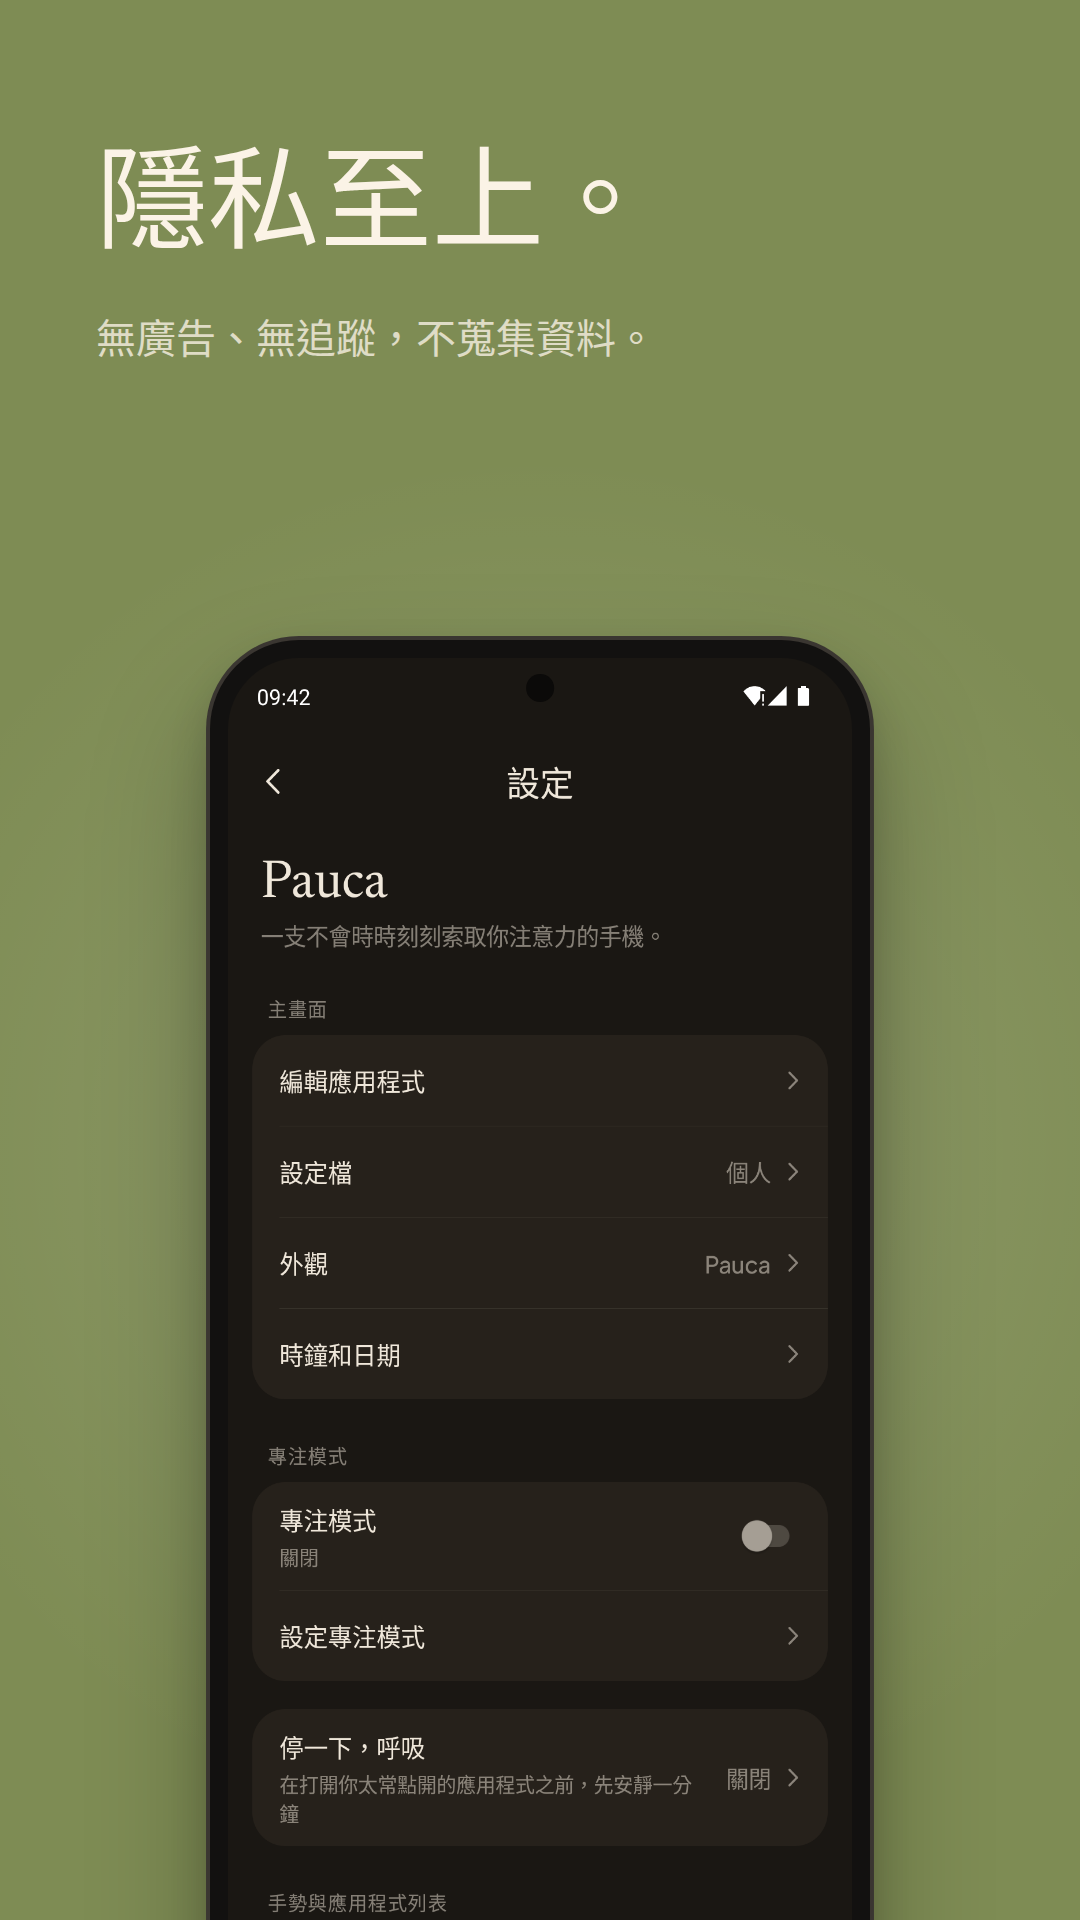 隱私至上。
無廣告、無追蹤，不蒐集資料。
09:42
設定
Pauca
一支不會時時刻刻索取你注意力的手機。
主畫面
編輯應用程式
設定檔 個人
外觀 Pauca
時鐘和日期
專注模式
專注模式
關閉
設定專注模式
停一下，呼吸
在打開你太常點開的應用程式之前，先安靜一分
鐘
關閉
手勢與應用程式列表